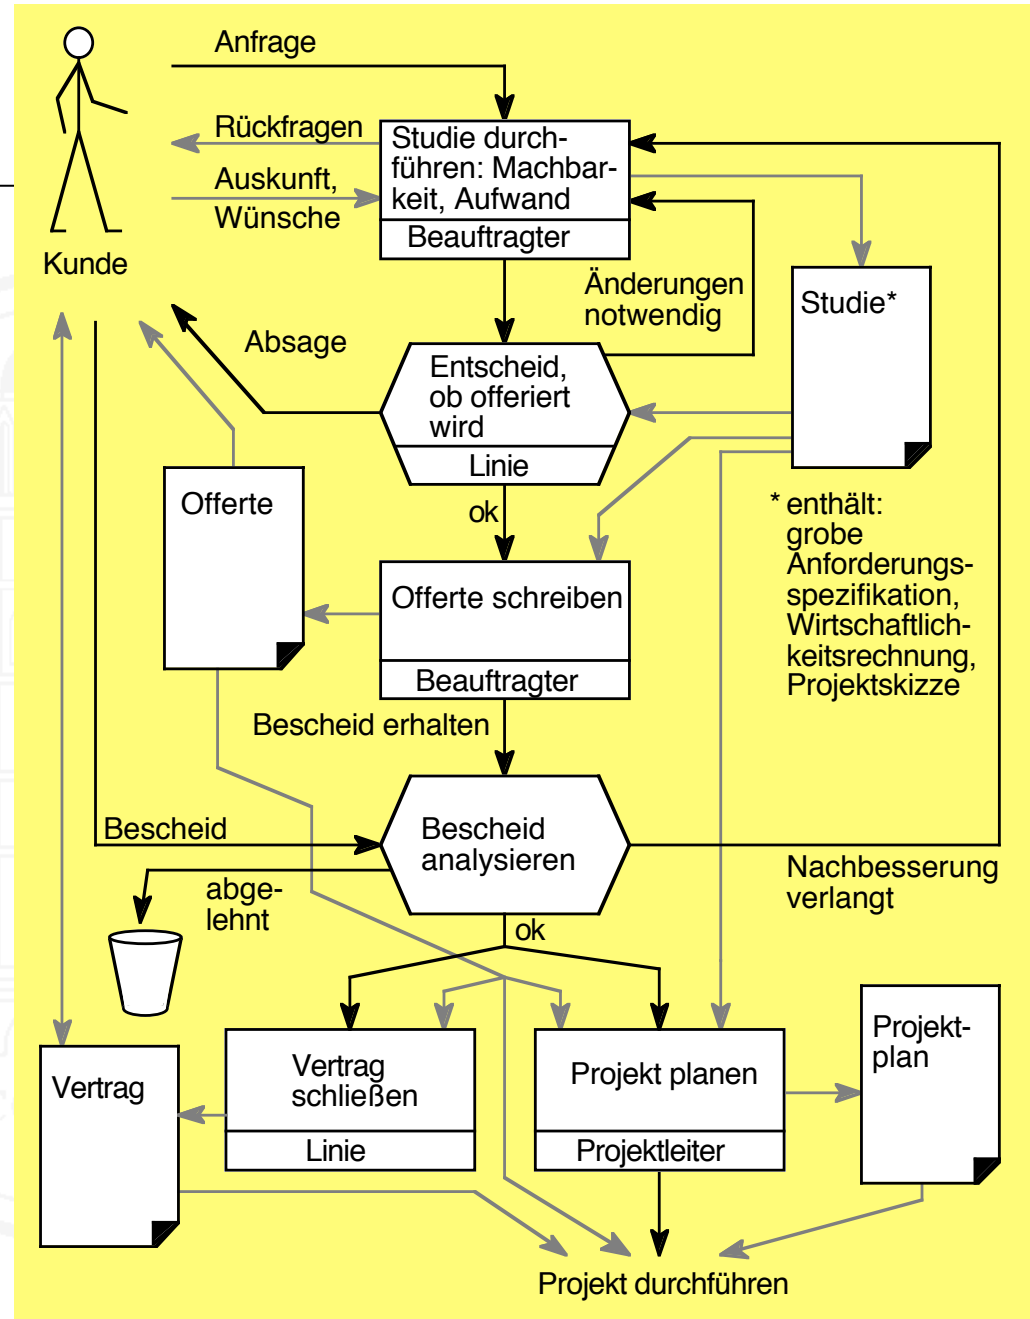 Anfrage
Rückfragen
Auskunft,
Wünsche
Kunde
Studie durch-
führen: Machbar-
keit, Aufwand
Beauftragter
Änderungen
notwendig
Studie*
Absage
Entscheid,
ob offeriert
wird
Linie
ok
* enthält:
grobe
Anforderungs-
spezifikation,
Wirtschaftlich-
keitsrechnung,
Projektskizze
Offerte
Offerte schreiben
Beauftragter
Bescheid erhalten
Bescheid
Bescheid
analysieren
Nachbesserung
verlangt
abge-
lehnt
ok
Vertrag
Vertrag
schließen
Linie
Projekt planen
Projektleiter
Projekt-
plan
Projekt durchführen